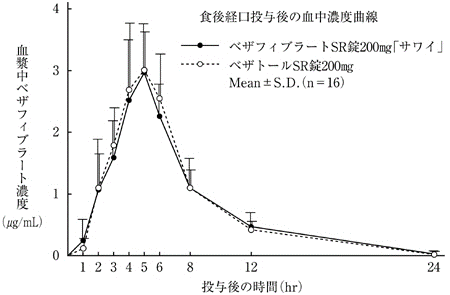 食後経口投与後の血中濃度曲線
ベザフィブラートSR錠200mg「サワイ」
ベザトールSR錠200mg
Mean±S.D.(n=16)
血漿中ベザフィブラート濃度
(μg/mL)
4
3
2
1
0
1 2 3 4 5 6 8 12 24
投与後の時間(hr)